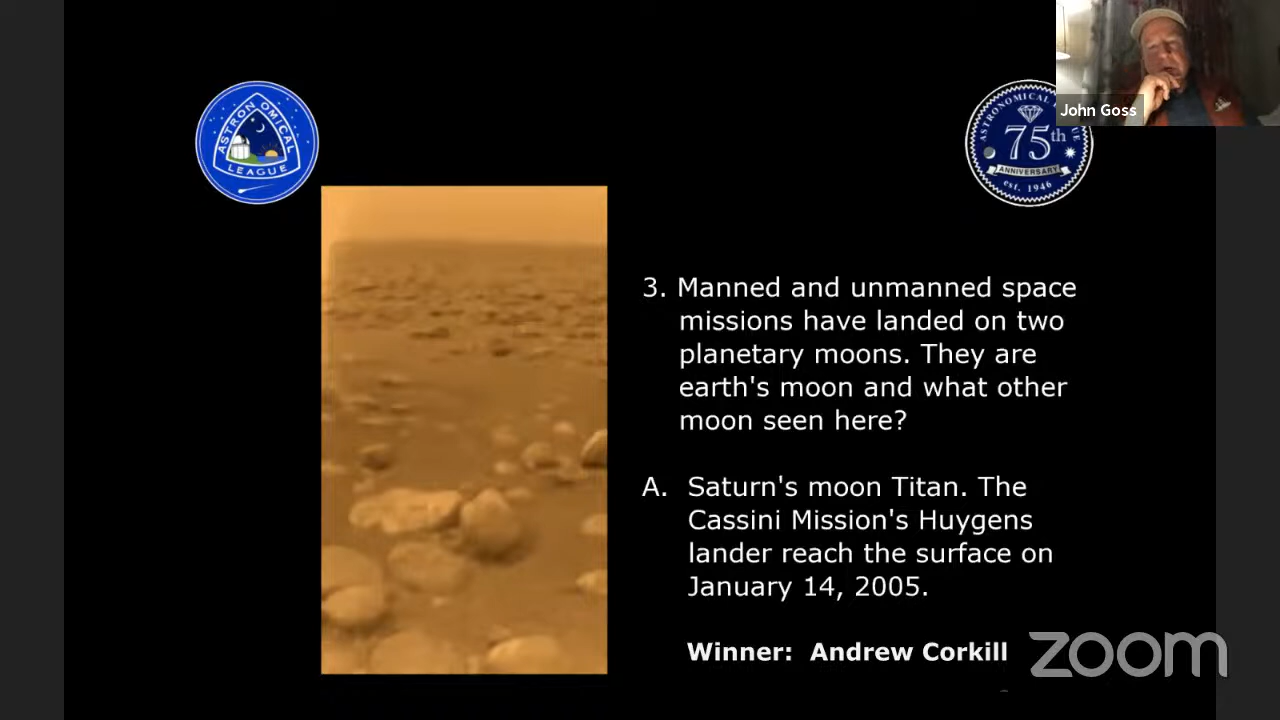 ASTRONOMICAL
LEAGUE
75th
ANNIVERSARY
est. 1946
John Goss
3. Manned and unmanned space
missions have landed on two
planetary moons. They are
earth's moon and what other
moon seen here?
A. Saturn's moon Titan. The
Cassini Mission's Huygens
lander reach the surface on
January 14, 2005.
Winner: Andrew Corkill
zoom